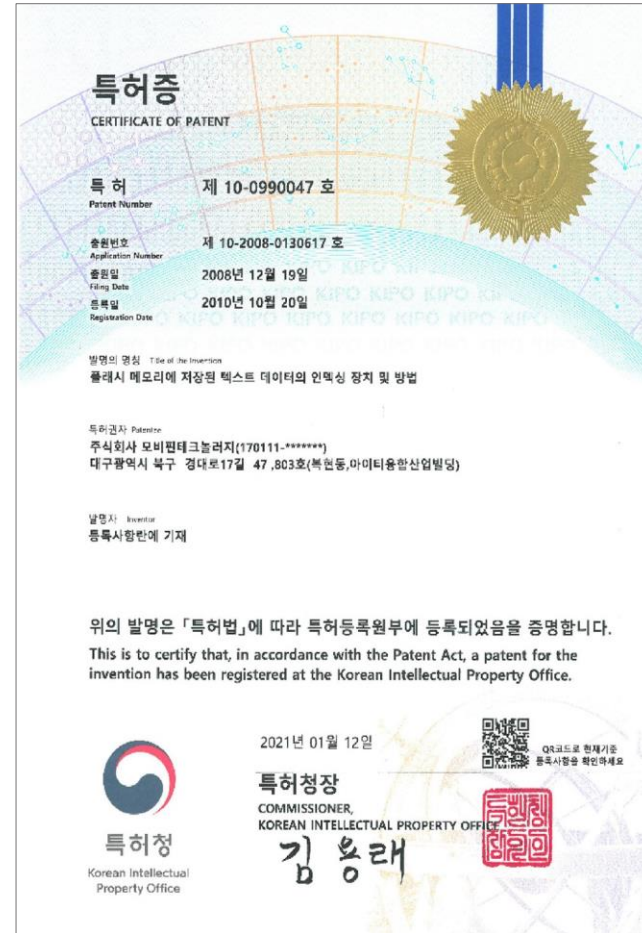 특허증
CERTIFICATE OF PATENT
특 허 제 10-0990047 호
Patent Number
출원번호 제 10-2008-0130617 호
Application Number
출원일 2008년 12월 19일
Filing Date
등록일 2010년 10월 20일
Registration Date
발명의 명칭 Title of the Invention
플래시 메모리에 저장된 텍스트 데이터의 인덱싱 장치 및 방법
특허권자 Patentee
주식회사 모비펀테크놀러지(170111-*******)
대구광역시 북구 경대로17길 47 ,803호(복현동,아이티융합산업빌딩)
발명자 Inventor
등록사항란에 기재
위의 발명은 「특허법」에 따라 특허등록원부에 등록되었음을 증명합니다.
This is to certify that, in accordance with the Patent Act, a patent for the
invention has been registered at the Korean Intellectual Property Office.
2021년 01월 12일
QR코드로 현재기준
등록사항을 확인하세요
특허청장
COMMISSIONER,
KOREAN INTELLECTUAL PROPERTY OFFICE
김용래
특허청
Korean Intellectual
Property Office